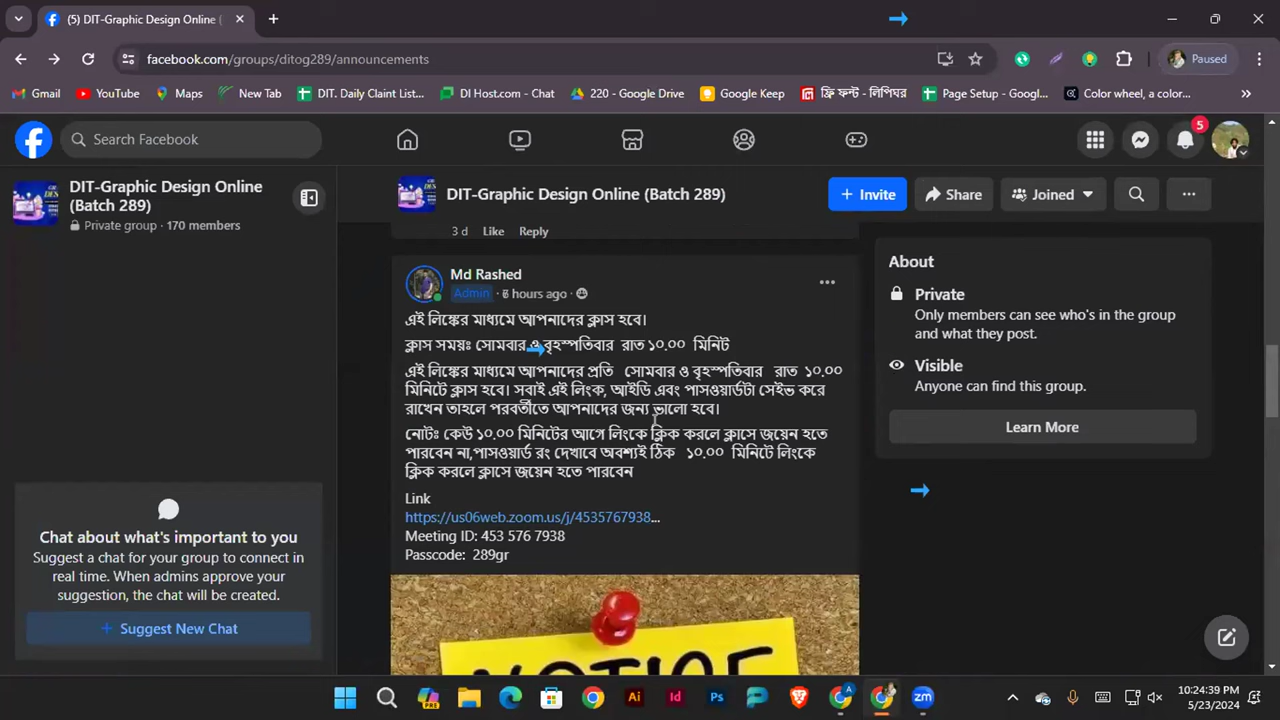 (5) DIT-Graphic Design Online (
facebook.com/groups/ditog289/announcements
Paused
Gmail
YouTube
Maps
New Tab
DIT. Daily Claint List...
DI Host.com - Chat
220 - Google Drive
Google Keep
ফ্রি ফন্ট - লিপিঘর
Page Setup - Googl...
Color wheel, a color...
Search Facebook
5
DIT-Graphic Design Online
(Batch 289)
Private group · 170 members
DIT-Graphic Design Online (Batch 289)
+ Invite
Share
Joined
3 d Like Reply
Md Rashed
Admin · 6 hours ago ·
এই লিঙ্কের মাধ্যমে আপনাদের ক্লাস হবে।
ক্লাস সময়ঃ সোমবার ও বৃহস্পতিবার রাত ১০.০০ মিনিট
এই লিঙ্কের মাধ্যমে আপনাদের প্রতি সোমবার ও বৃহস্পতিবার রাত ১০.০০
মিনিটে ক্লাস হবে। সবাই এই লিংক, আইডি এবং পাসওয়ার্ডটা সেইভ করে
রাখেন তাহলে পরবর্তীতে আপনাদের জন্য ভালো হবে।
নোটঃ কেউ ১০.০০ মিনিটের আগে লিংকে ক্লিক করলে ক্লাসে জয়েন হতে
পারবেন না,পাসওয়ার্ড রং দেখাবে অবশ্যই ঠিক ১০.০০ মিনিটে লিংকে
ক্লিক করলে ক্লাসে জয়েন হতে পারবেন
Link
https://us06web.zoom.us/j/4535767938...
Meeting ID: 453 576 7938
Passcode: 289gr
NOTICE
About
Private
Only members can see who's in the group
and what they post.
Visible
Anyone can find this group.
Learn More
Chat about what's important to you
Suggest a chat for your group to connect in
real time. When admins approve your
suggestion, the chat will be created.
+ Suggest New Chat
PRE
Ai
Id
Ps
A
zm
10:24:39 PM
5/23/2024